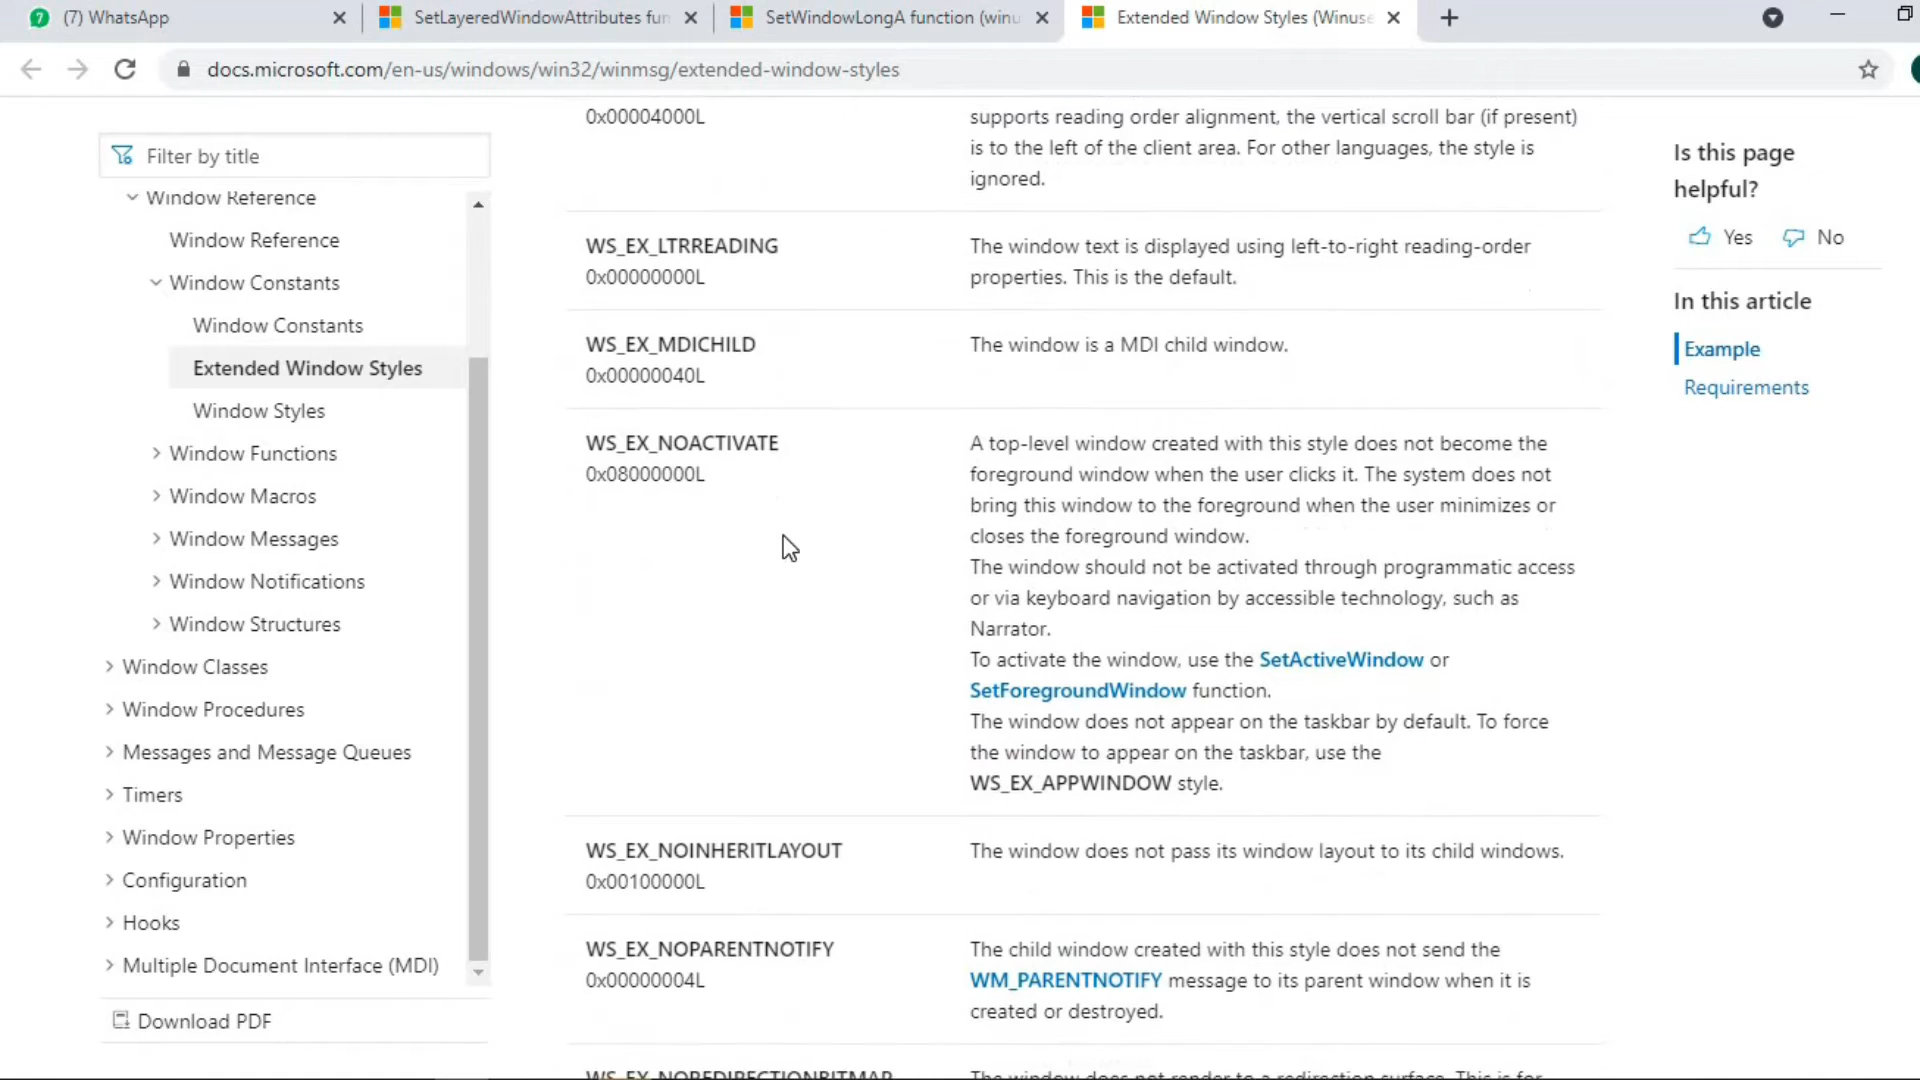 7 (7) WhatsApp
SetLayeredWindowAttributes fun
SetWindowLongA function (winu
Extended Window Styles (Winuse
docs.microsoft.com/en-us/windows/win32/winmsg/extended-window-styles
Filter by title
Window Reference
Window Reference
Window Constants
Window Constants
Extended Window Styles
Window Styles
Window Functions
Window Macros
Window Messages
Window Notifications
Window Structures
Window Classes
Window Procedures
Messages and Message Queues
Timers
Window Properties
Configuration
Hooks
Multiple Document Interface (MDI)
Download PDF
0x00004000L
supports reading order alignment, the vertical scroll bar (if present)
is to the left of the client area. For other languages, the style is
ignored.
WS_EX_LTRREADING
0x00000000L
The window text is displayed using left-to-right reading-order
properties. This is the default.
WS_EX_MDICHILD
0x00000040L
The window is a MDI child window.
WS_EX_NOACTIVATE
0x08000000L
A top-level window created with this style does not become the
foreground window when the user clicks it. The system does not
bring this window to the foreground when the user minimizes or
closes the foreground window.
The window should not be activated through programmatic access
or via keyboard navigation by accessible technology, such as
Narrator.
To activate the window, use the SetActiveWindow or
SetForegroundWindow function.
The window does not appear on the taskbar by default. To force
the window to appear on the taskbar, use the
WS_EX_APPWINDOW style.
WS_EX_NOINHERITLAYOUT
0x00100000L
The window does not pass its window layout to its child windows.
WS_EX_NOPARENTNOTIFY
0x00000004L
The child window created with this style does not send the
WM_PARENTNOTIFY message to its parent window when it is
created or destroyed.
WS_EX_NOREDIRECTIONBITMAP
The window does not render to a redirection surface. This is for
Is this page
helpful?
Yes No
In this article
Example
Requirements